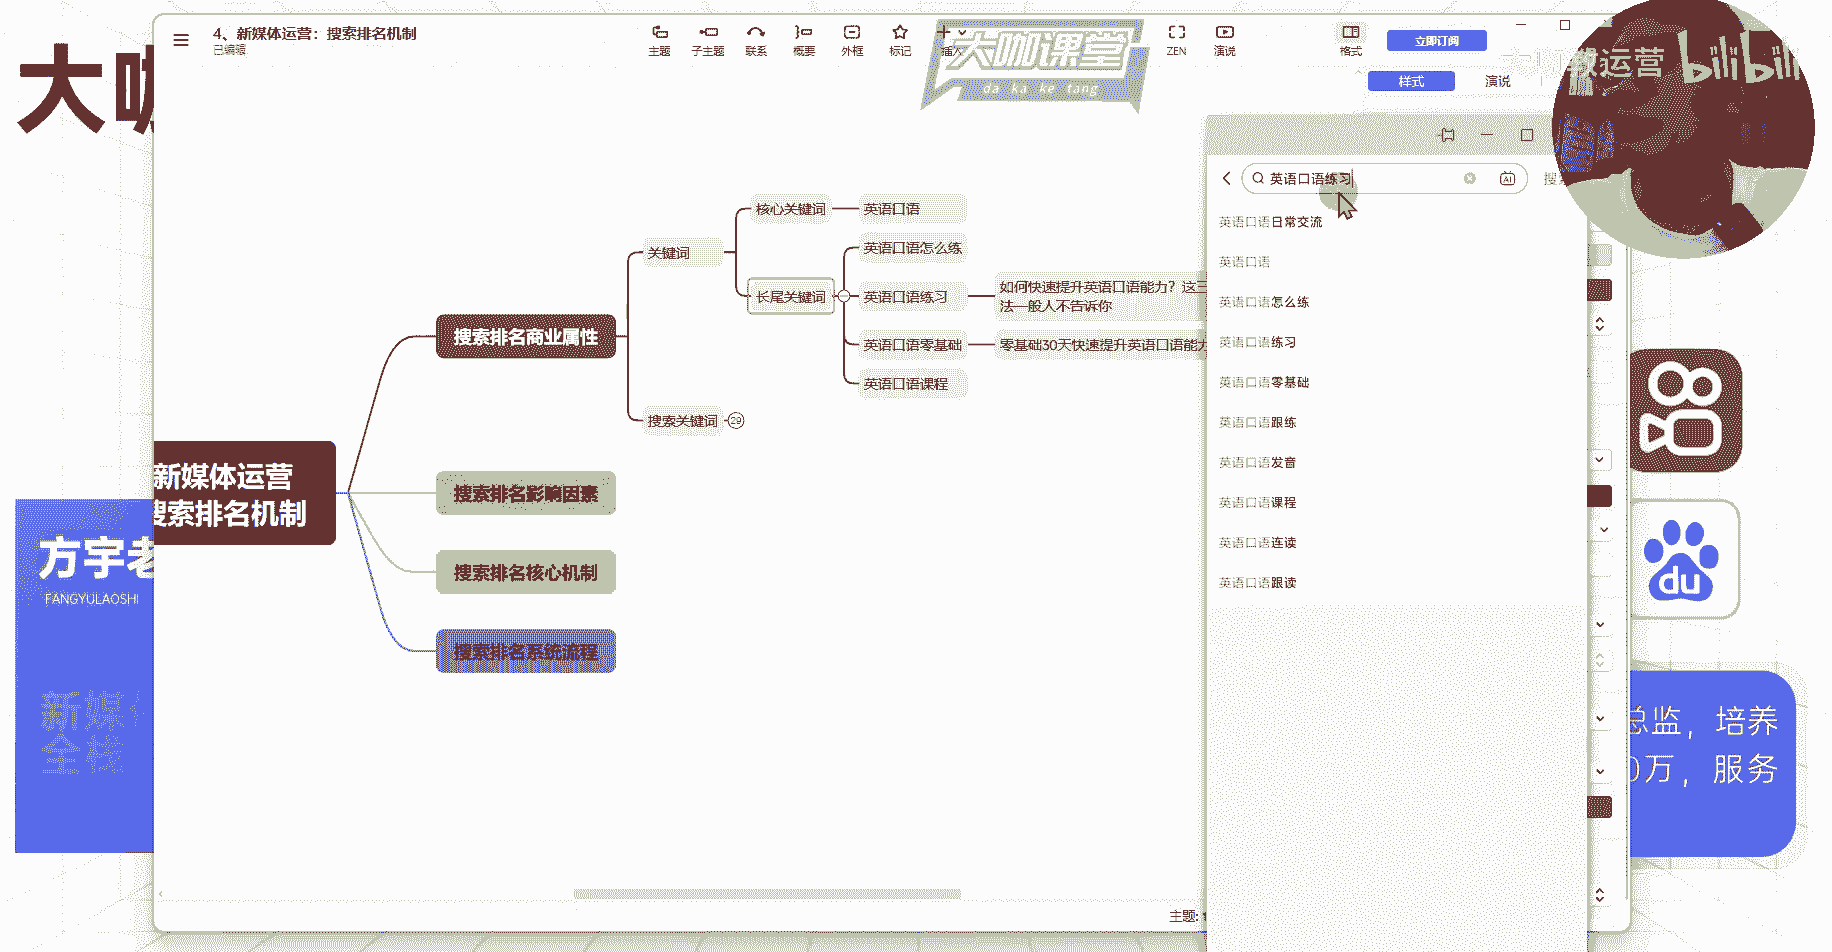 大咖
4、新媒体运营：搜索排名机制
已编辑
主题
子主题
联系
概要
外框
标记
插入
大咖课堂
da ka ke tang
ZEN
演说
格式
立即订阅
样式
演说
大咖教运营
bilibili
英语口语练习
搜
英语口语日常交流
英语口语
英语口语怎么练
英语口语练习
英语口语零基础
英语口语跟练
英语口语发音
英语口语课程
英语口语连读
英语口语跟读
核心关键词
英语口语
关键词
英语口语怎么练
长尾关键词
英语口语练习
如何快速提升英语口语能力？这三
法一般人不告诉你
英语口语零基础
零基础30天快速提升英语口语能力
英语口语课程
搜索排名商业属性
搜索关键词
29
新媒体运营
搜索排名机制
搜索排名影响因素
搜索排名核心机制
搜索排名系统流程
方宇老
FANGYULAOSHI
新媒体
全栈
du
总监，培养
0万，服务
主题: